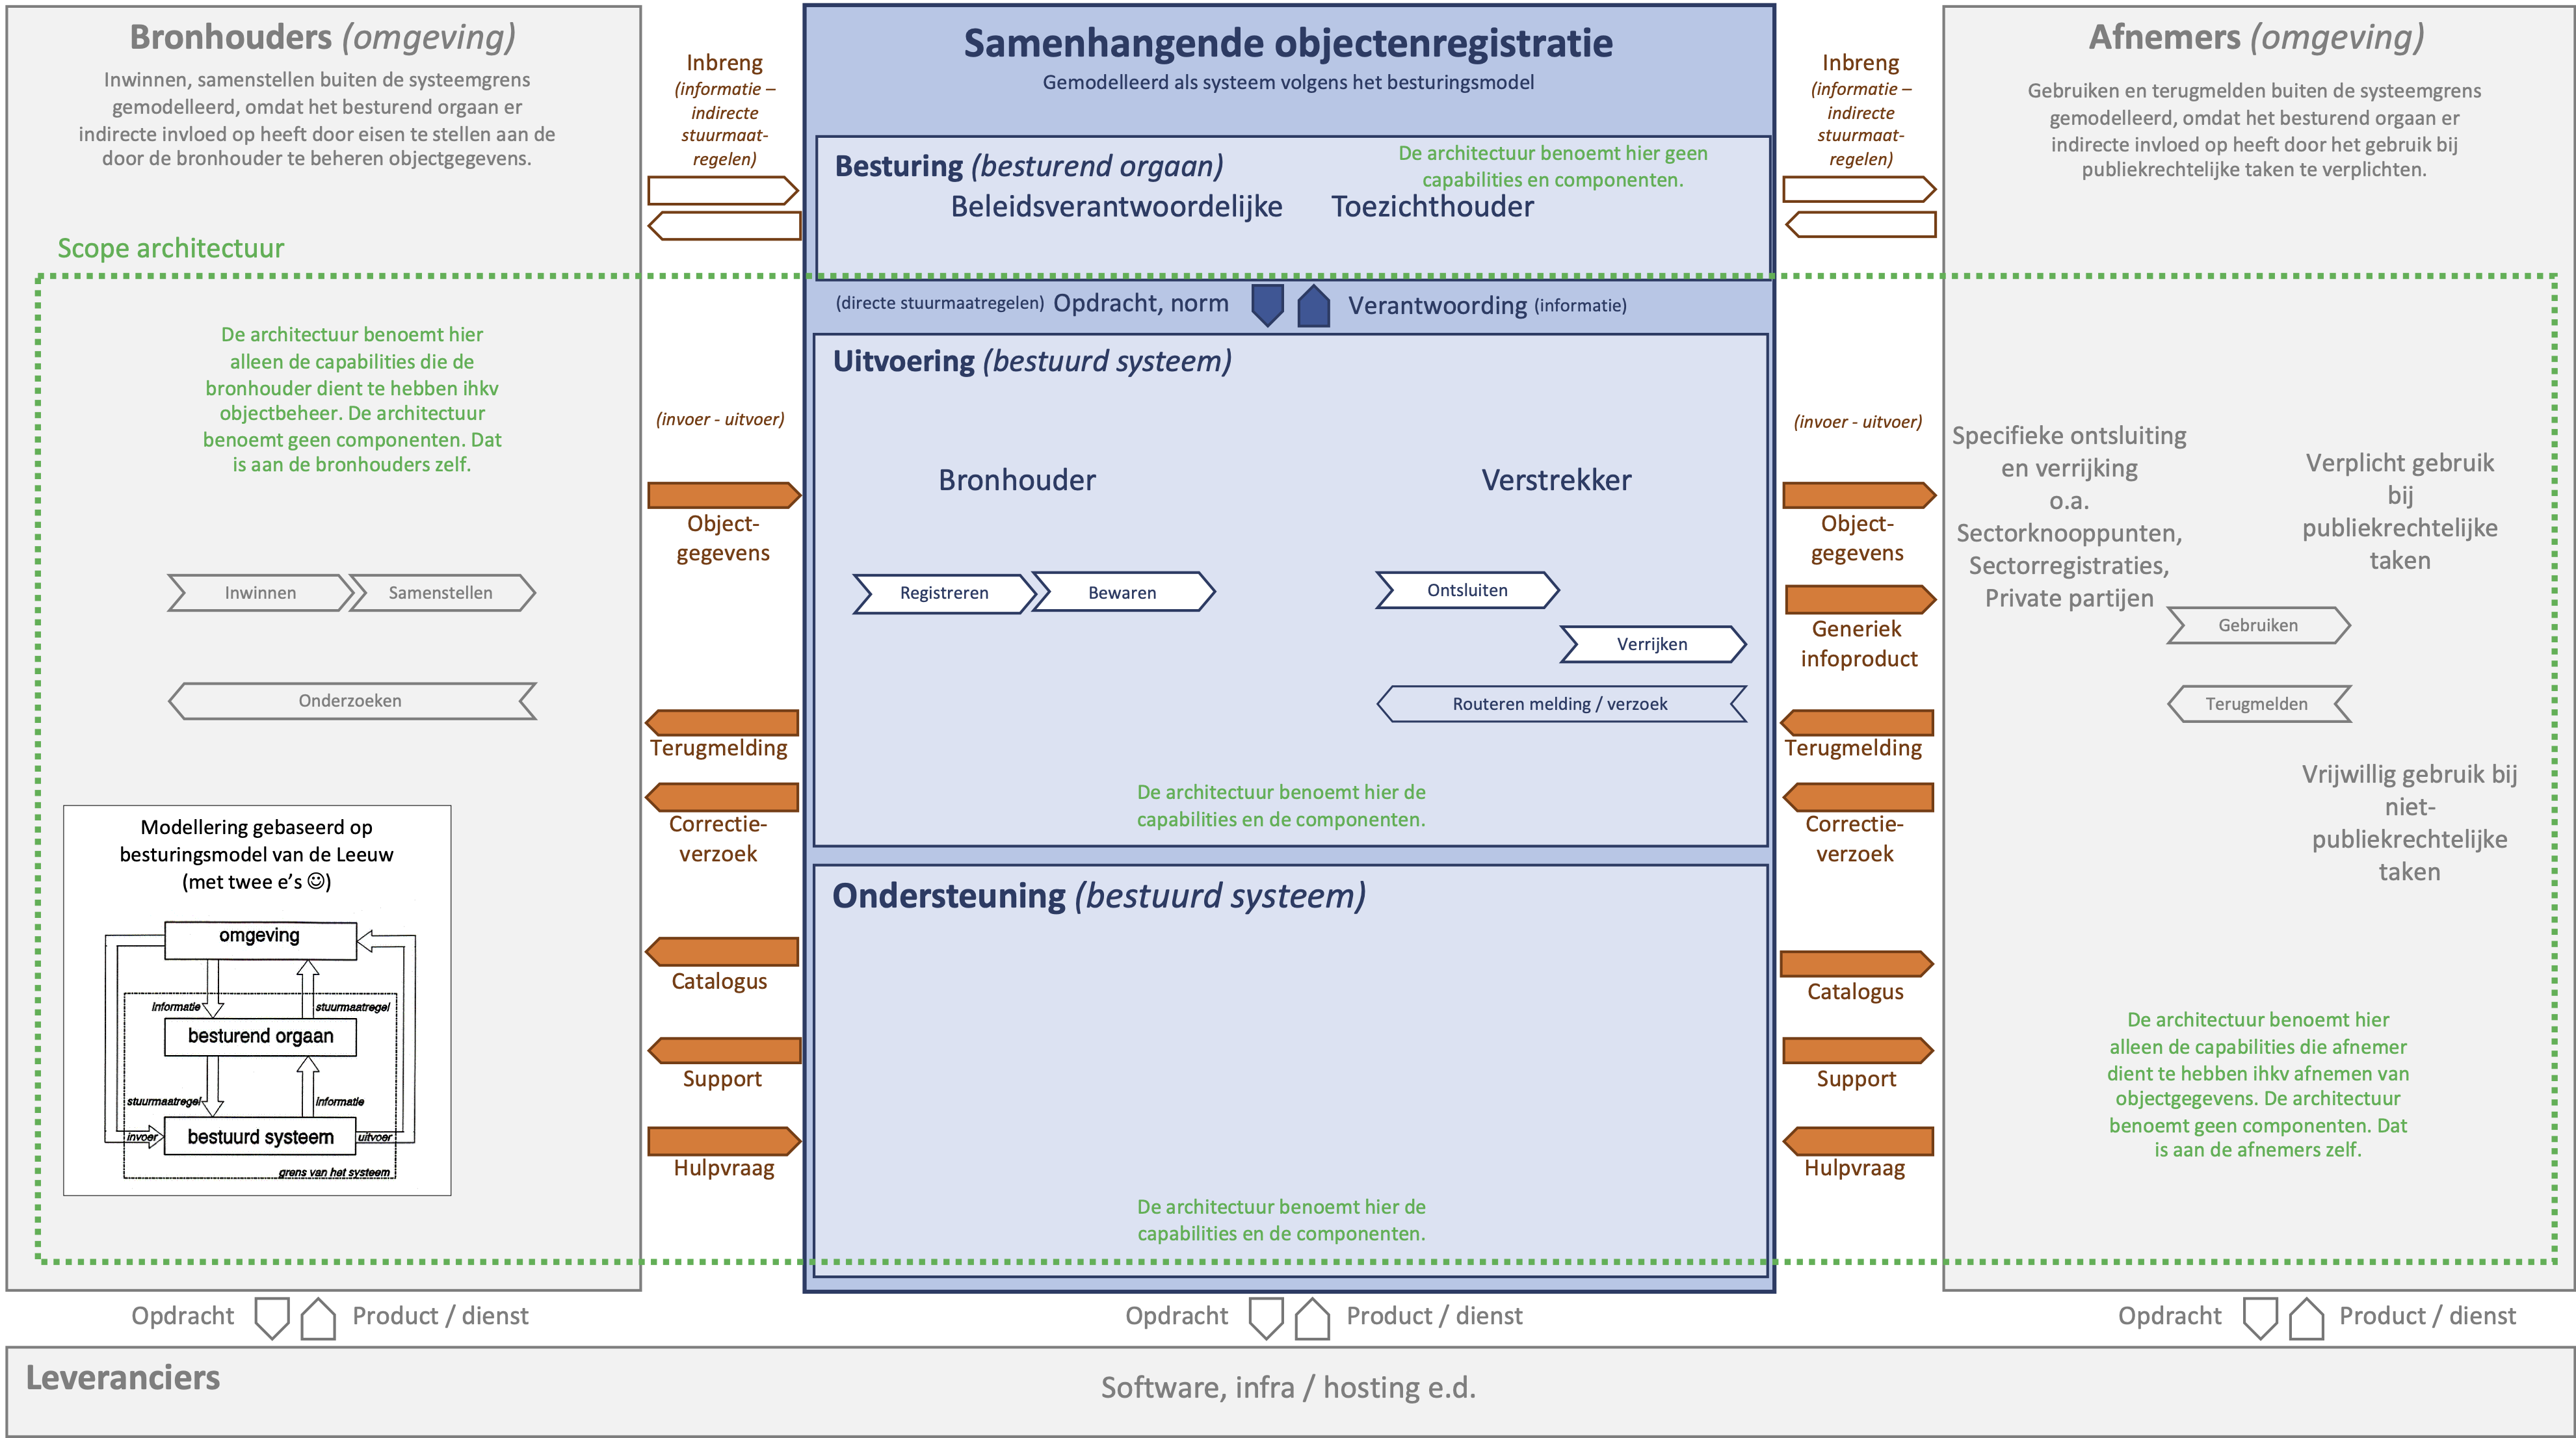 Bronhouders (omgeving)
Inwinnen, samenstellen buiten de systeemgrens
gemodelleerd, omdat het besturend orgaan er
indirecte invloed op heeft door eisen te stellen aan de
door de bronhouder te beheren objectgegevens.
Scope architectuur
De architectuur benoemt hier
alleen de capabilities die de
bronhouder dient te hebben ihkv
objectbeheer. De architectuur
benoemt geen componenten. Dat
is aan de bronhouders zelf.
Inwinnen
Samenstellen
Onderzoeken
Modellering gebaseerd op
besturingsmodel van de Leeuw
(met twee e's ☺)
omgeving
informatie
stuurmaatregel
besturend orgaan
stuurmaatregel
informatie
invoer
bestuurd systeem
uitvoer
grens van het systeem
Inbreng
(informatie –
indirecte
stuurmaat-
regelen)
(invoer - uitvoer)
Object-
gegevens
Terugmelding
Correctie-
verzoek
Catalogus
Support
Hulpvraag
Samenhangende objectenregistratie
Gemodelleerd als systeem volgens het besturingsmodel
Besturing (besturend orgaan)
De architectuur benoemt hier geen
capabilities en componenten.
Beleidsverantwoordelijke
Toezichthouder
(directe stuurmaatregelen) Opdracht, norm
Verantwoording (informatie)
Uitvoering (bestuurd systeem)
Bronhouder
Verstrekker
Registreren
Bewaren
Ontsluiten
Verrijken
Routeren melding / verzoek
De architectuur benoemt hier de
capabilities en de componenten.
Ondersteuning (bestuurd systeem)
De architectuur benoemt hier de
capabilities en de componenten.
Inbreng
(informatie –
indirecte
stuurmaat-
regelen)
(invoer - uitvoer)
Object-
gegevens
Generiek
infoproduct
Terugmelding
Correctie-
verzoek
Catalogus
Support
Hulpvraag
Afnemers (omgeving)
Gebruiken en terugmelden buiten de systeemgrens
gemodelleerd, omdat het besturend orgaan er
indirecte invloed op heeft door het gebruik bij
publiekrechtelijke taken te verplichten.
Specifieke ontsluiting
en verrijking
o.a.
Sectorknooppunten,
Sectorregistraties,
Private partijen
Verplicht gebruik
bij
publiekrechtelijke
taken
Gebruiken
Terugmelden
Vrijwillig gebruik bij
niet-
publiekrechtelijke
taken
De architectuur benoemt hier
alleen de capabilities die afnemer
dient te hebben ihkv afnemen van
objectgegevens. De architectuur
benoemt geen componenten. Dat
is aan de afnemers zelf.
Opdracht
Product / dienst
Opdracht
Product / dienst
Opdracht
Product / dienst
Leveranciers
Software, infra / hosting e.d.